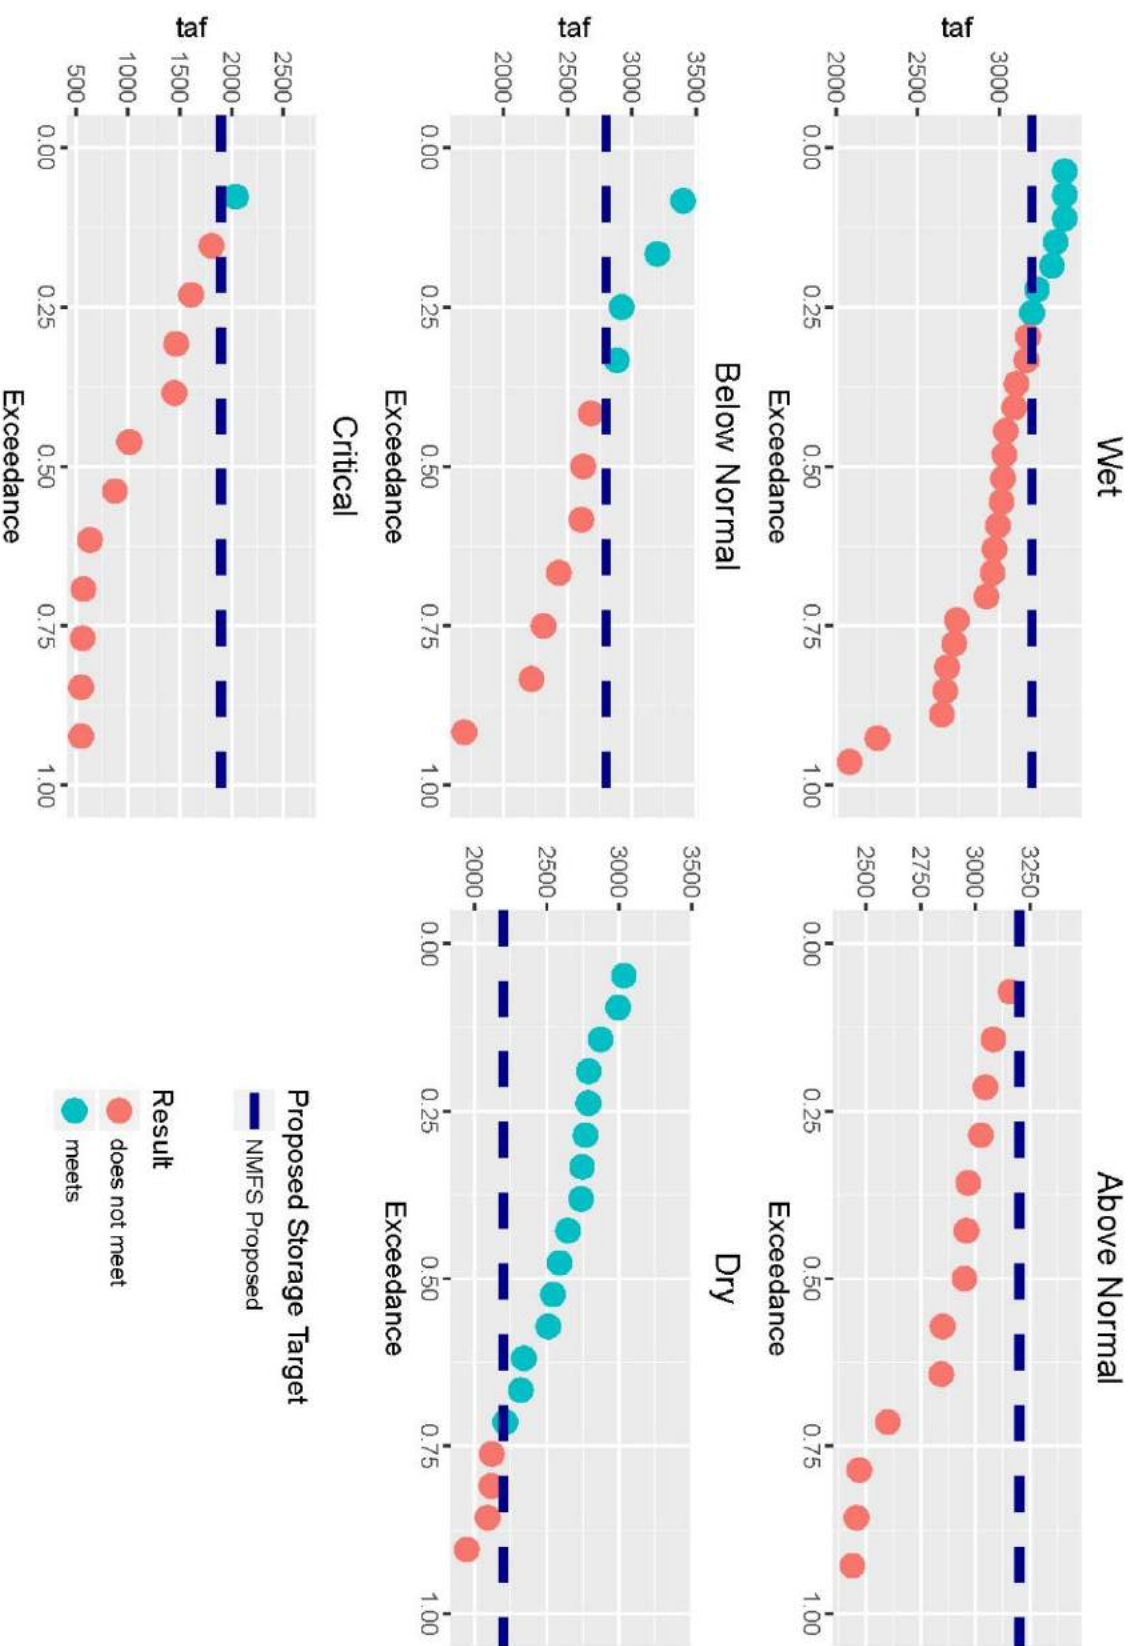 Wet
taf
3000
2500
2000
0.00 0.25 0.50 0.75 1.00
Exceedance
Above Normal
3250
3000
2750
2500
0.00 0.25 0.50 0.75 1.00
Exceedance
Below Normal
taf
3500
3000
2500
2000
0.00 0.25 0.50 0.75 1.00
Exceedance
Dry
3500
3000
2500
2000
0.00 0.25 0.50 0.75 1.00
Exceedance
Critical
taf
2500
2000
1500
1000
500
0.00 0.25 0.50 0.75 1.00
Exceedance
Proposed Storage Target
NMFS Proposed
Result
does not meet
meets